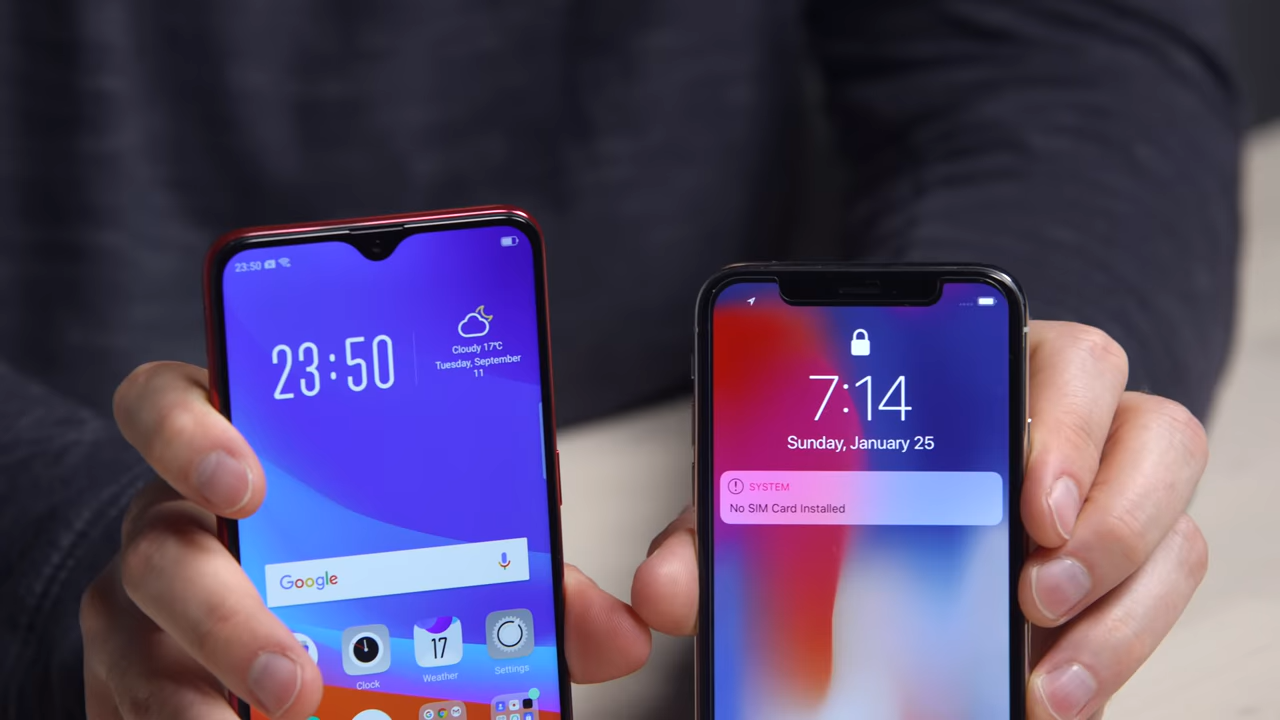 23:50
23:50
Cloudy 17°C
Tuesday, September
11
Google
17
Clock
Weather
Settings
7:14
Sunday, January 25
SYSTEM
No SIM Card Installed